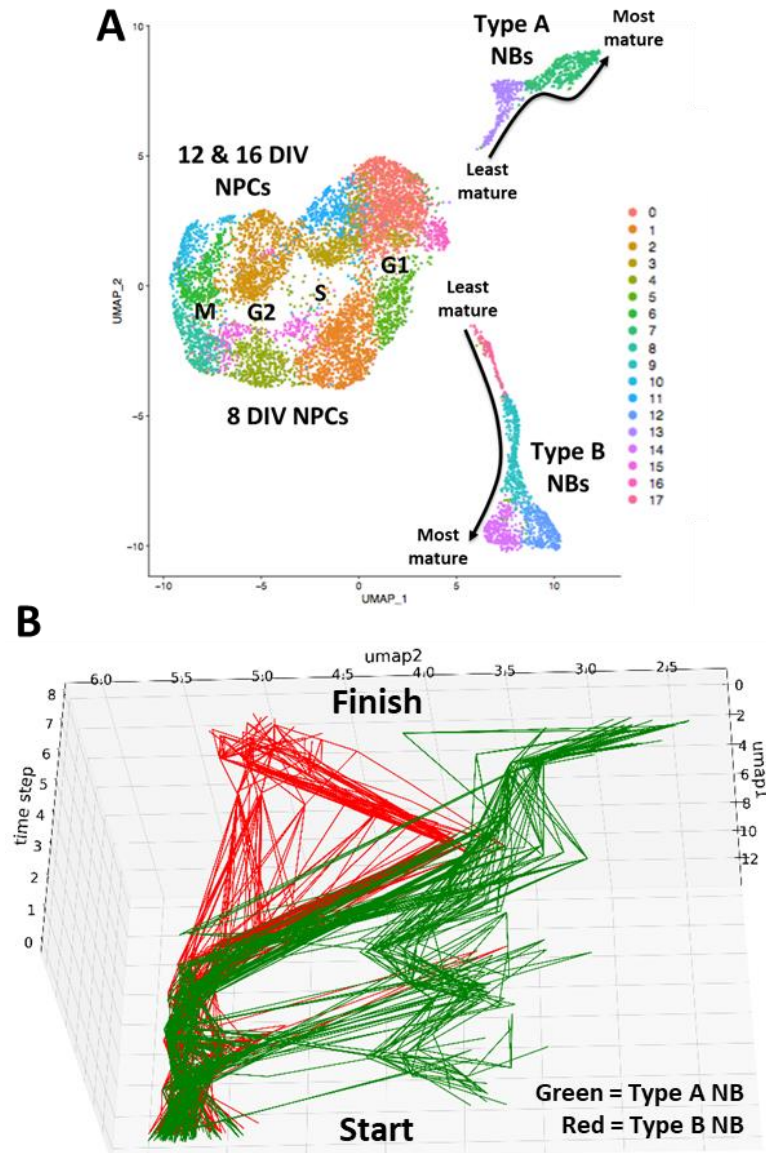 A
Type A
NBs
Most
mature
12 & 16 DIV
NPCs
Least
mature
M
G2
S
G1
8 DIV NPCs
Least
mature
Type B
NBs
Most
mature
UMAP_2
5
0
−5
−10
−10
−5
0
5
10
UMAP_1
0
1
2
3
4
5
6
7
8
9
10
11
12
13
14
15
16
17
B
umap2
6.0
5.5
5.0
4.5
4.0
3.5
3.0
2.5
Finish
time step
8
7
6
5
4
3
2
1
0
umap1
0
2
4
6
8
10
12
Green = Type A NB
Red = Type B NB
Start